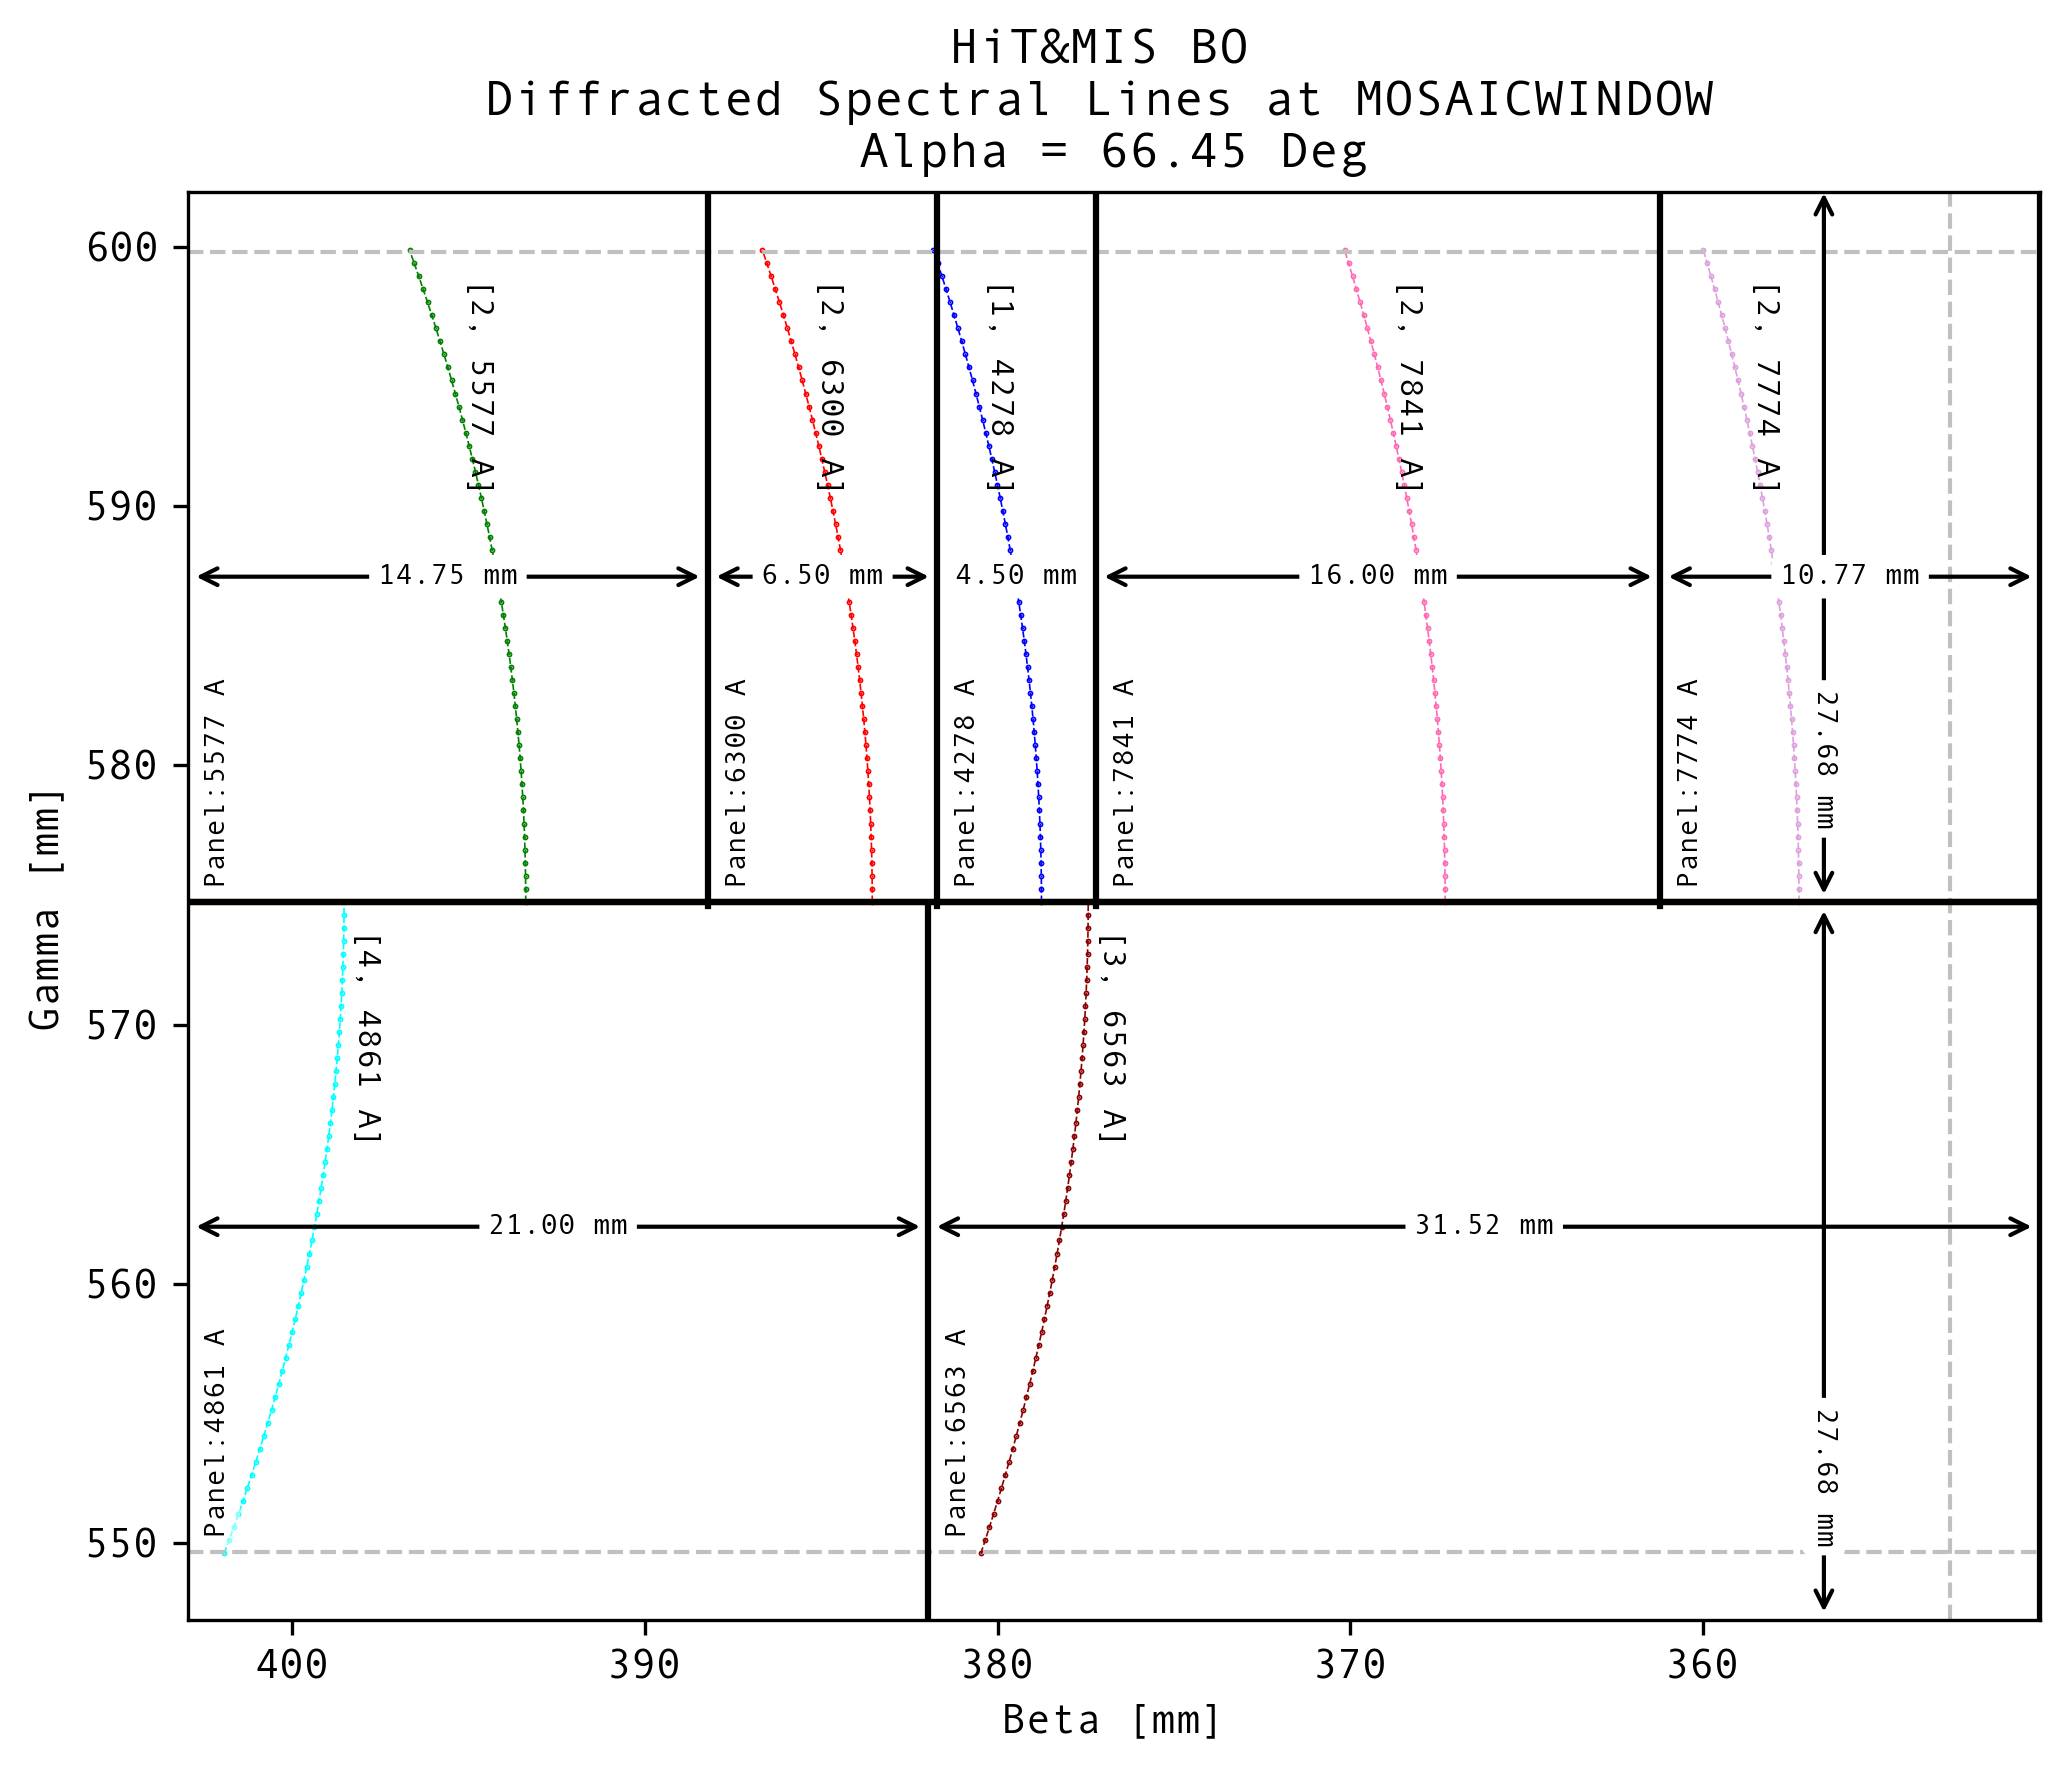 HiT&MIS BO
Diffracted Spectral Lines at MOSAICWINDOW
Alpha = 66.45 Deg
Gamma [mm]
600
590
580
570
560
550
[2, 5577 A]
[2, 6300 A]
[1, 4278 A]
[2, 7841 A]
[2, 7774 A]
14.75 mm
6.50 mm
4.50 mm
16.00 mm
10.77 mm
27.68 mm
Panel:5577 A
Panel:6300 A
Panel:4278 A
Panel:7841 A
Panel:7774 A
[4, 4861 A]
[3, 6563 A]
21.00 mm
31.52 mm
27.68 mm
Panel:4861 A
Panel:6563 A
400
390
380
370
360
Beta [mm]